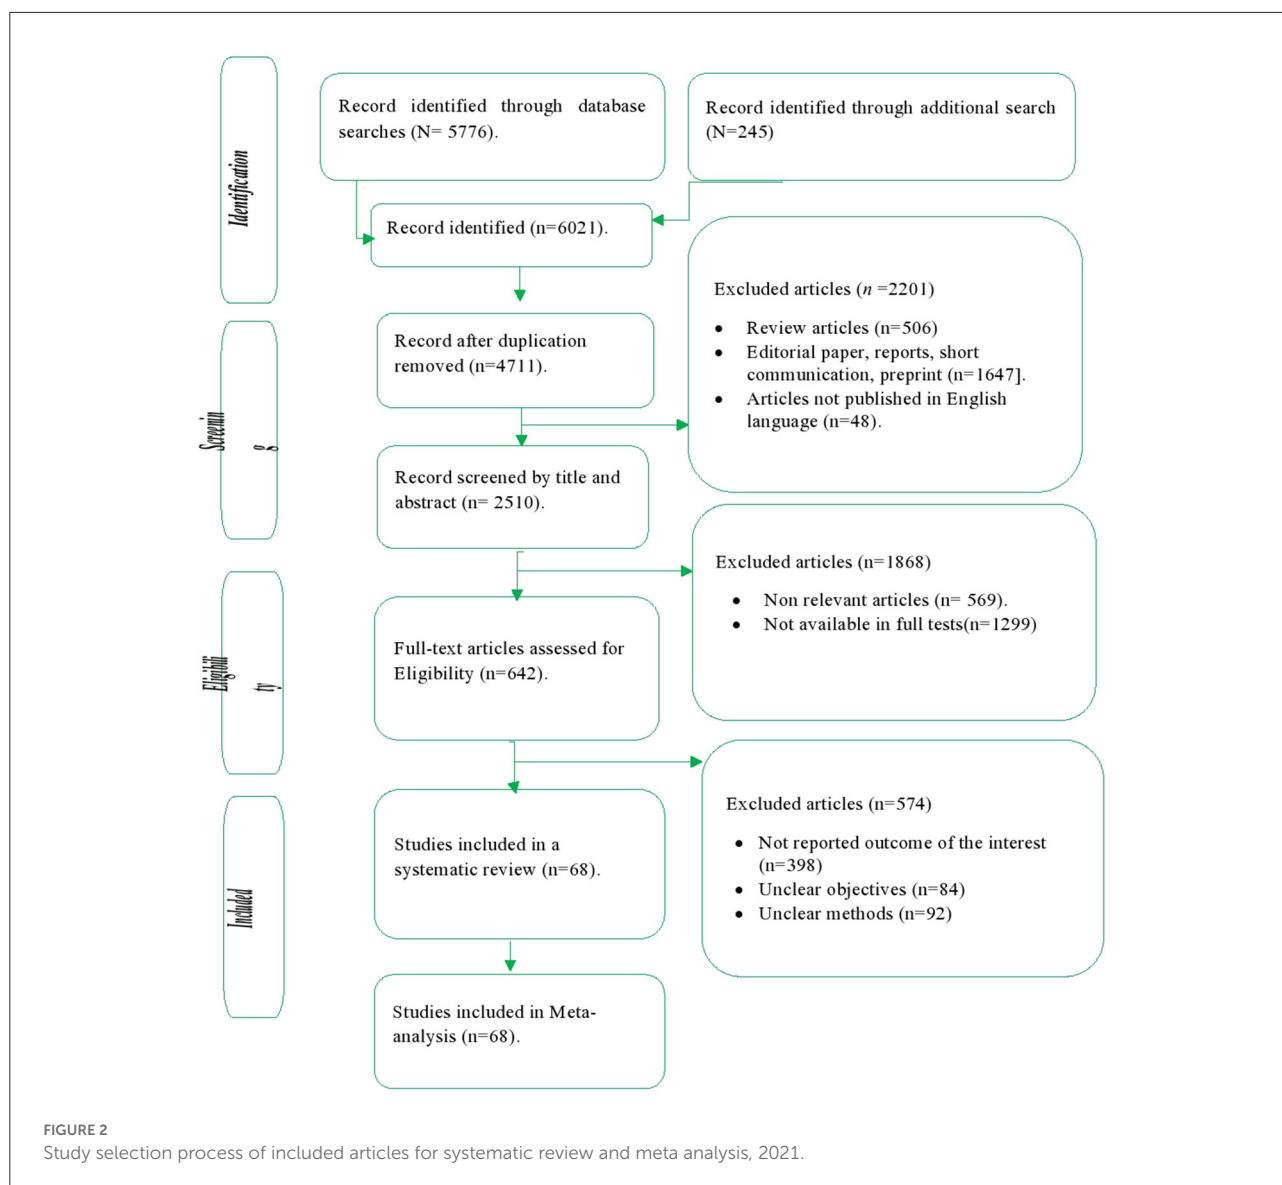 Identification
Record identified through database
searches (N= 5776).
Record identified through additional search
(N=245)
Record identified (n=6021).
Screenin
g
Record after duplication
removed (n=4711).
Excluded articles (n =2201)
• Review articles (n=506)
• Editorial paper, reports, short
communication, preprint (n=1647].
• Articles not published in English
language (n=48).
Record screened by title and
abstract (n= 2510).
Excluded articles (n=1868)
• Non relevant articles (n= 569).
• Not available in full tests(n=1299)
Eligibili
ty
Full-text articles assessed for
Eligibility (n=642).
Excluded articles (n=574)
• Not reported outcome of the interest
(n=398)
• Unclear objectives (n=84)
• Unclear methods (n=92)
Included
Studies included in a
systematic review (n=68).
Studies included in Meta-
analysis (n=68).
FIGURE 2
Study selection process of included articles for systematic review and meta analysis, 2021.